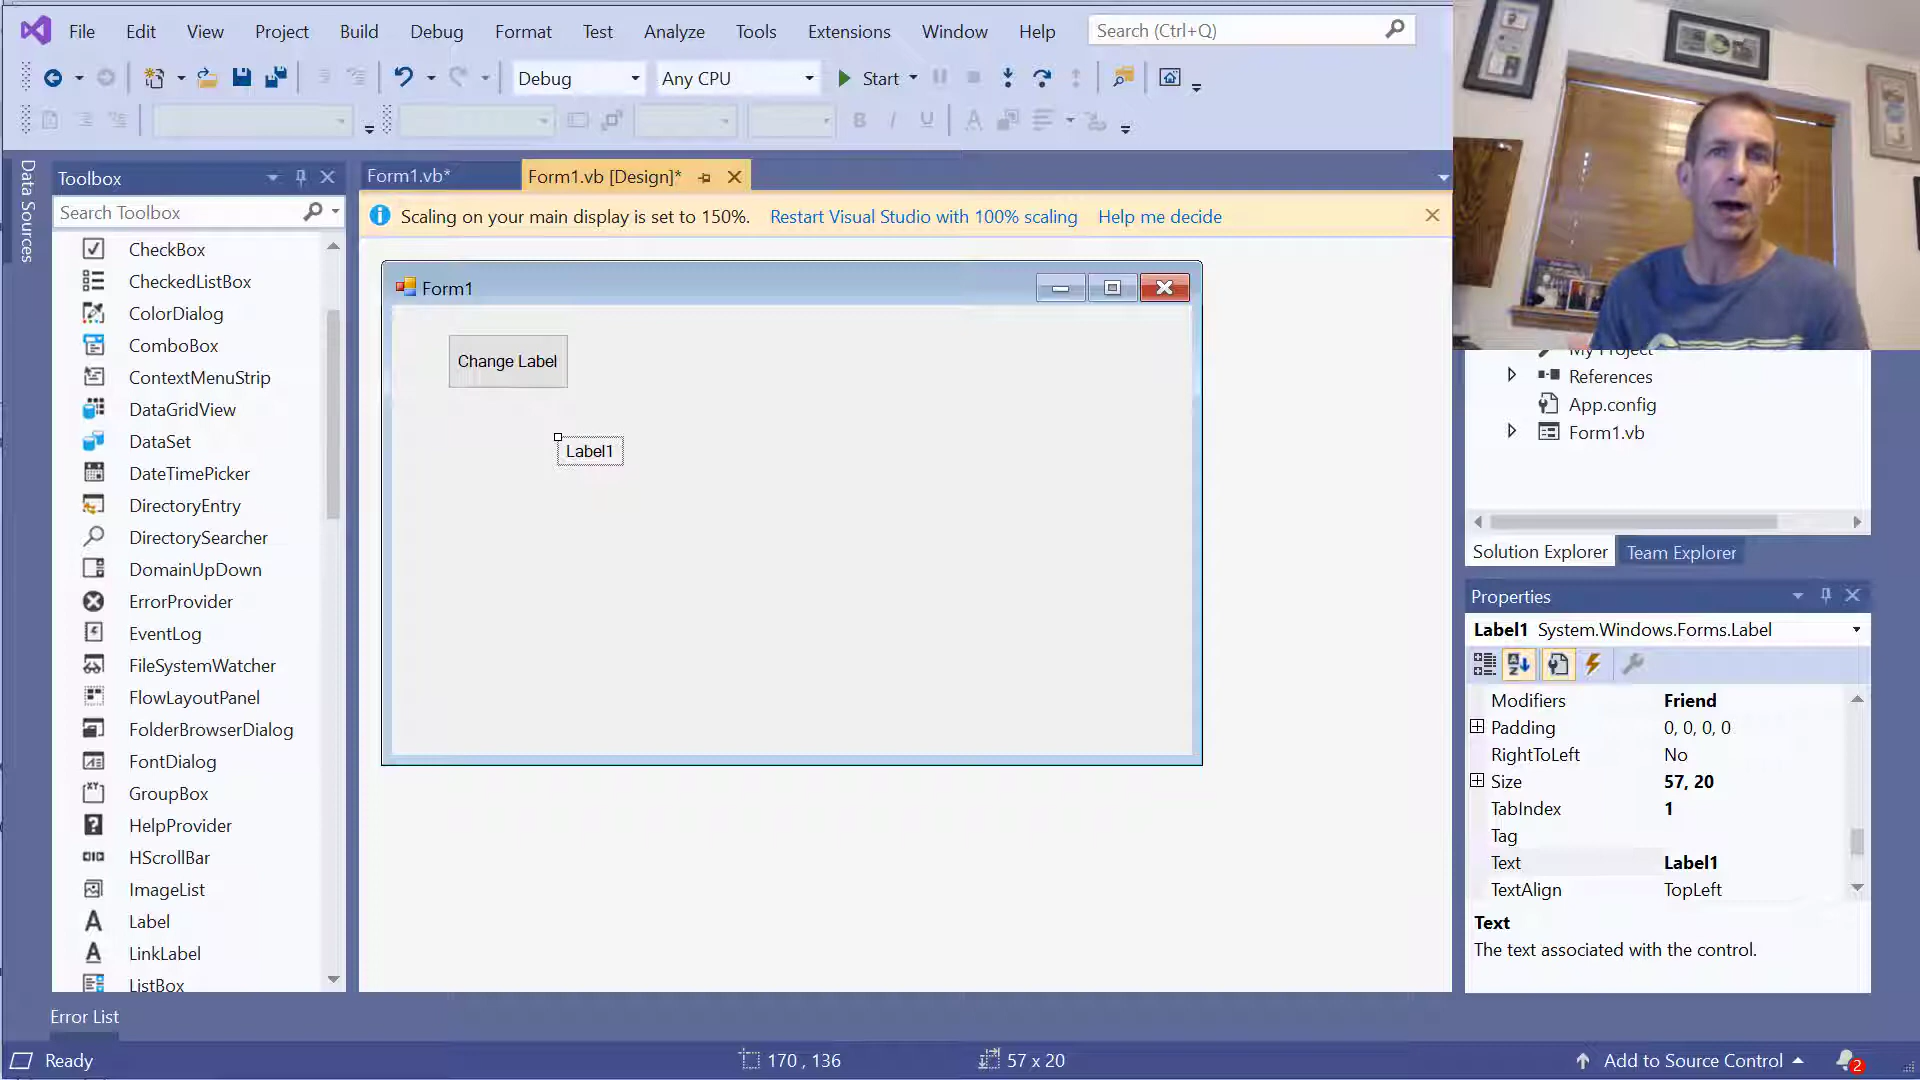 File Edit View Project Build Debug Format Test Analyze Tools Extensions Window Help Search (Ctrl+Q)
Debug Any CPU Start
Data Sources
Toolbox
Search Toolbox
CheckBox
CheckedListBox
ColorDialog
ComboBox
ContextMenuStrip
DataGridView
DataSet
DateTimePicker
DirectoryEntry
DirectorySearcher
DomainUpDown
ErrorProvider
EventLog
FileSystemWatcher
FlowLayoutPanel
FolderBrowserDialog
FontDialog
GroupBox
HelpProvider
HScrollBar
ImageList
Label
LinkLabel
ListBox
Form1.vb* Form1.vb [Design]*
Scaling on your main display is set to 150%. Restart Visual Studio with 100% scaling Help me decide
Form1
Change Label
Label1
My Project
References
App.config
Form1.vb
Solution Explorer Team Explorer
Properties
Label1 System.Windows.Forms.Label
Modifiers Friend
Padding 0, 0, 0, 0
RightToLeft No
Size 57, 20
TabIndex 1
Tag
Text Label1
TextAlign TopLeft
Text
The text associated with the control.
Error List
Ready 170 , 136 57 x 20 Add to Source Control 2